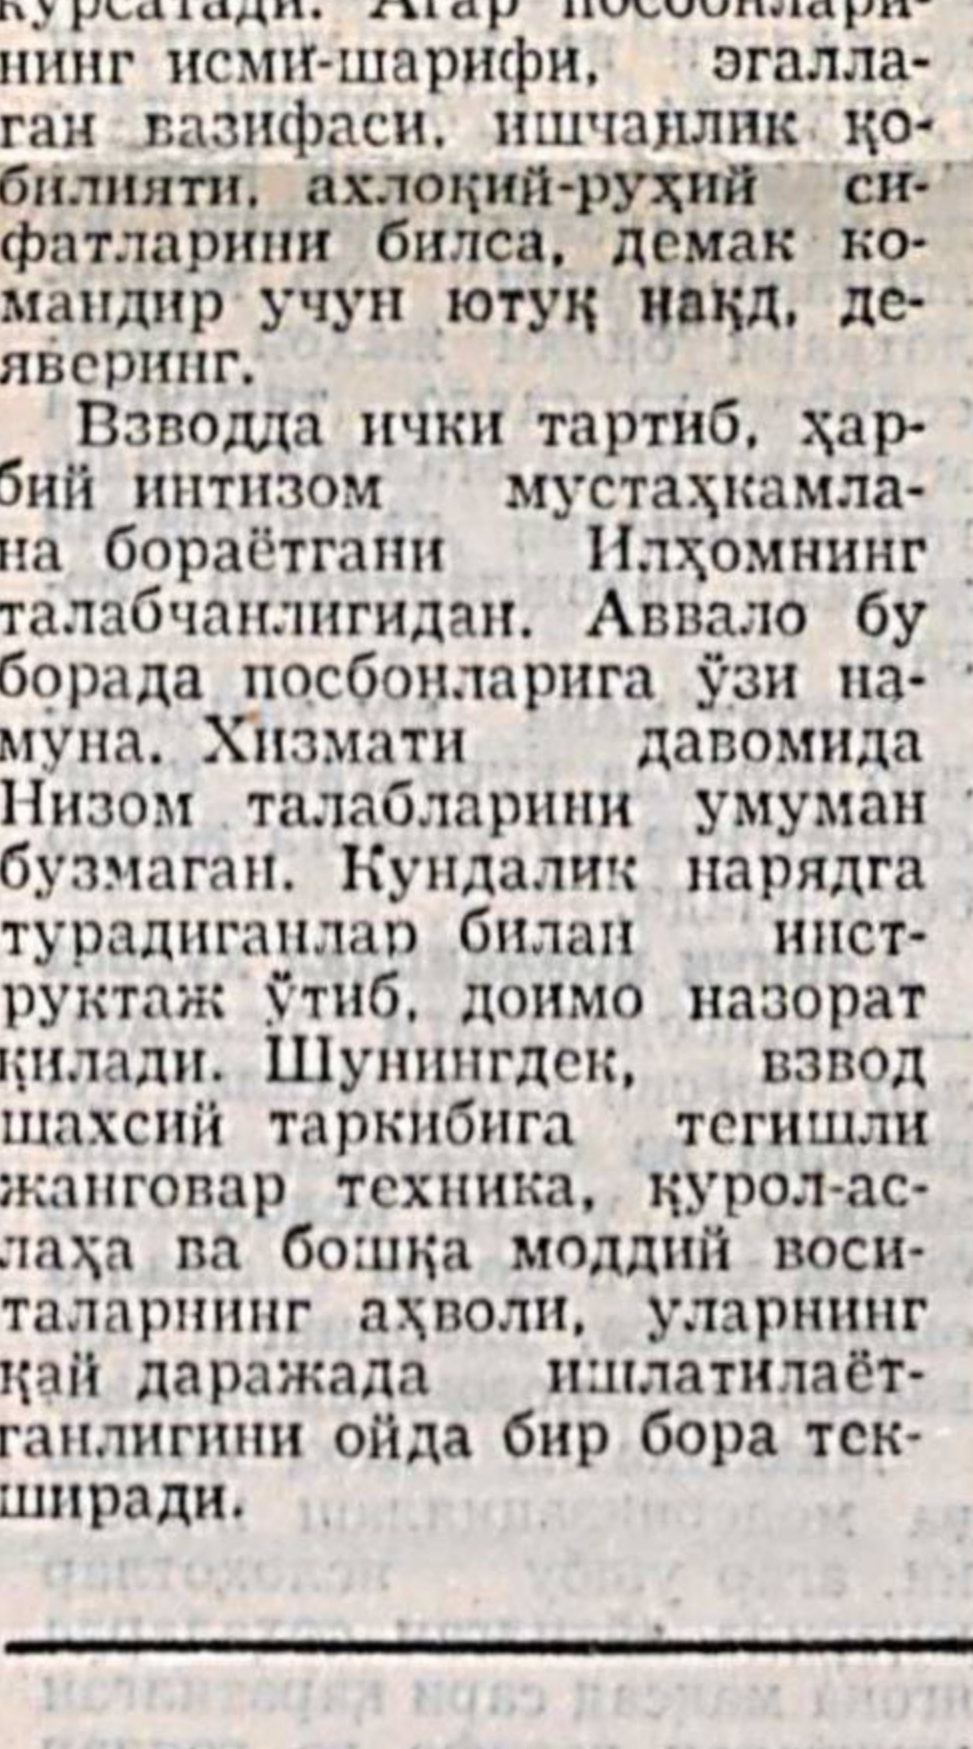 курсатади. Агар посбонлари-
нинг исми-шарифи, эгалла-
ган вазифаси, ишчанлик қо-
билияти, ахлоқий-руҳий си-
фатларини билса, демак ко-
мандир учун ютуқ нақд, де-
яверинг.
Взводда ички тартиб, ҳар-
бий интизом мустаҳкамла-
на бораётгани Илҳомнинг
талабчанлигидан. Аввало бу
борада посбонларига ўзи на-
муна. Хизмати давомида
Низом талабларини умуман
бузмаган. Кундалик нарядга
турадиганлар билан инст-
руктаж ўтиб, доимо назорат
қилади. Шунингдек, взвод
шахсий таркибига тегишли
жанговар техника, қурол-ас-
лаҳа ва бошқа моддий воси-
таларнинг аҳволи, уларнинг
қай даражада ишлатилаёт-
ганлигини ойда бир бора тек-
ширади.